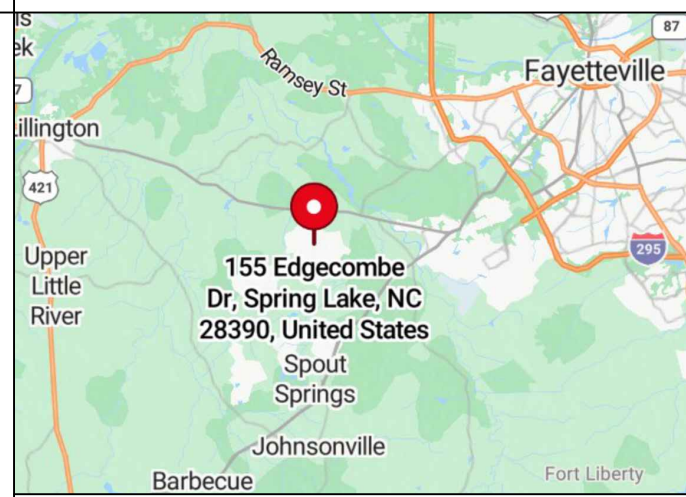 87
Ramsey St
Fayetteville
7
Lillington
421
295
Upper
Little
River
155 Edgecombe
Dr, Spring Lake, NC
28390, United States
Spout
Springs
Johnsonville
Barbecue
Fort Liberty